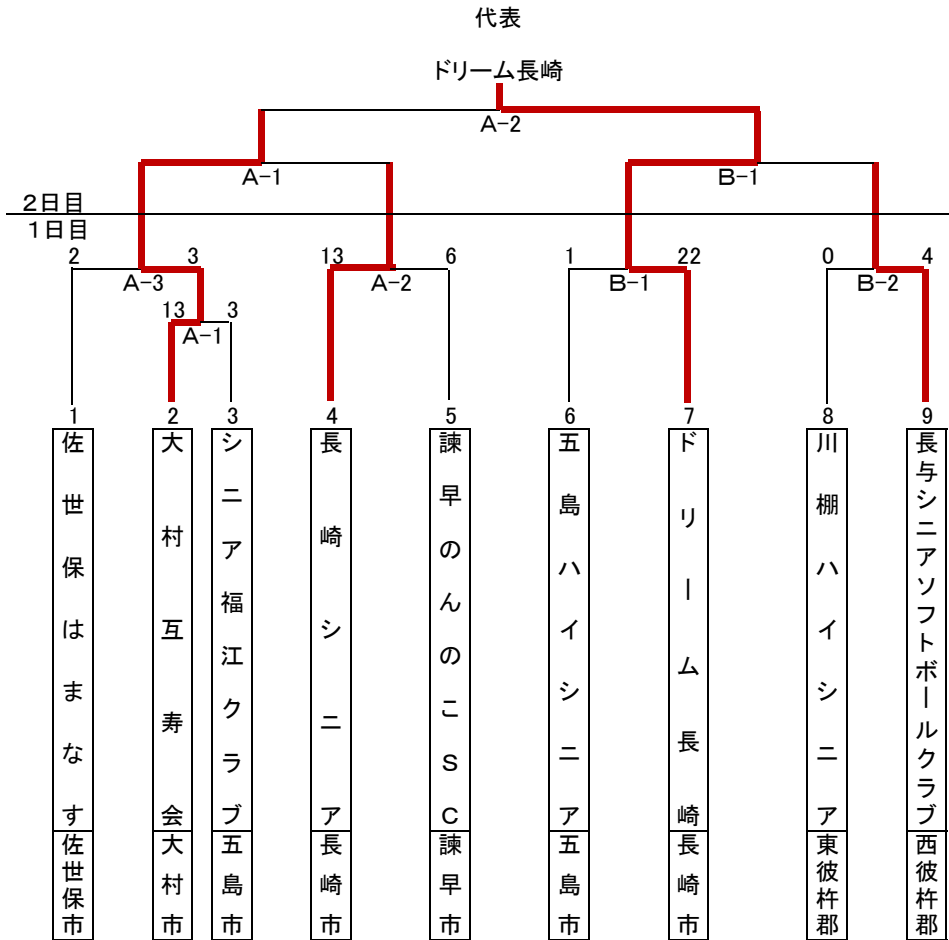 代表
ドリーム長崎
A-2
A-1 B-1
2日目
1日目
2 3 13 6 1 22 0 4
A-3 A-2 B-1 B-2
13 3
A-1
1 2 3 4 5 6 7 8 9
佐世保はまなす
佐世保市
大村互寿会
大村市
シニア福江クラブ
五島市
長崎シニア
長崎市
諫早のんのこSC
諫早市
五島ハイシニア
五島市
ドリーム長崎
長崎市
川棚ハイシニア
東彼杵郡
長与シニアソフトボールクラブ
西彼杵郡